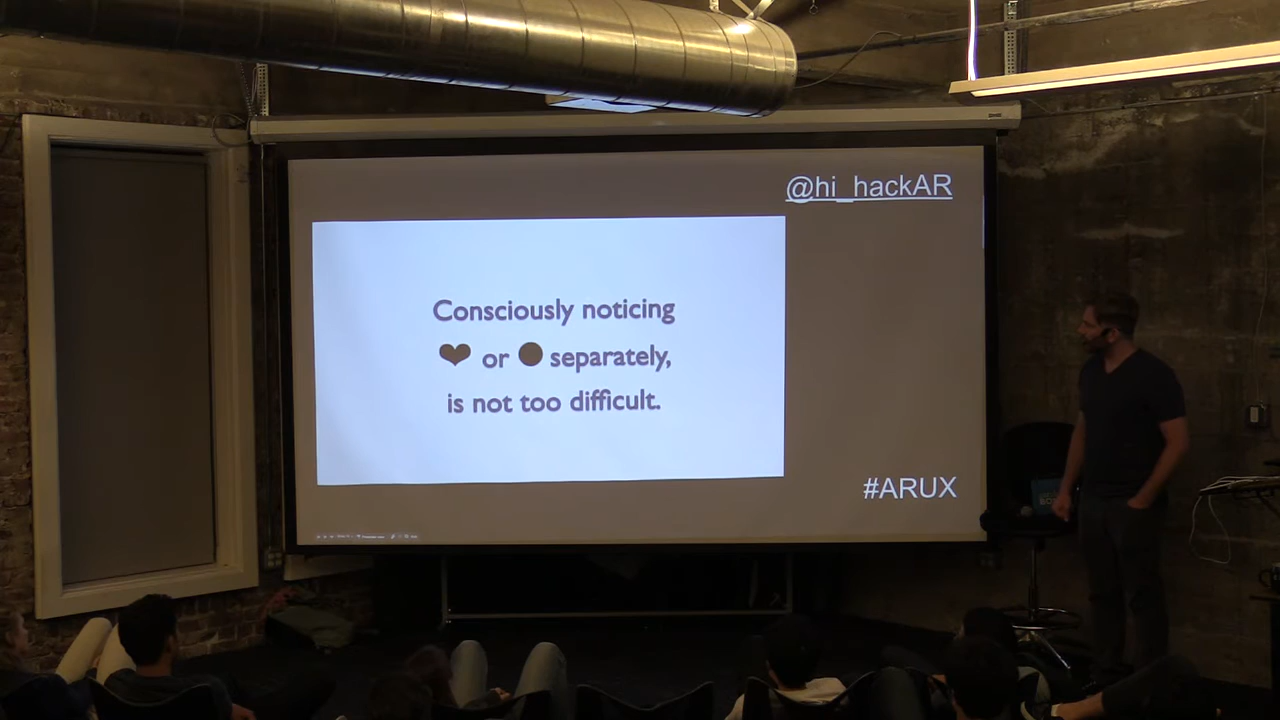 @hi_hackAR
Consciously noticing
❤ or ● separately,
is not too difficult.
#ARUX